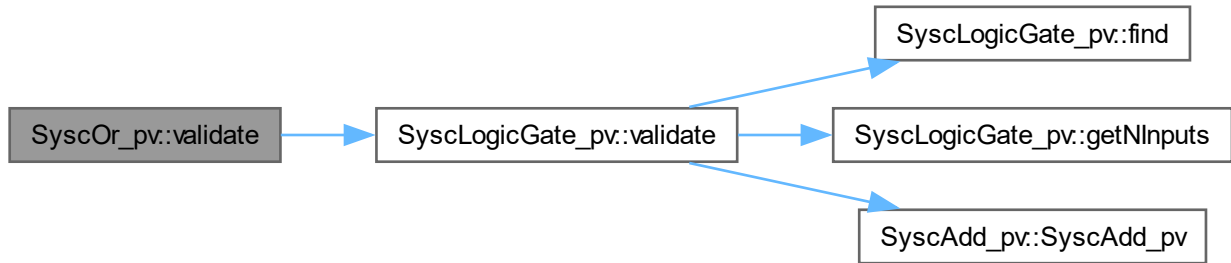 SyscOr_pv::validate
SyscLogicGate_pv::validate
SyscLogicGate_pv::find
SyscLogicGate_pv::getNInputs
SyscAdd_pv::SyscAdd_pv